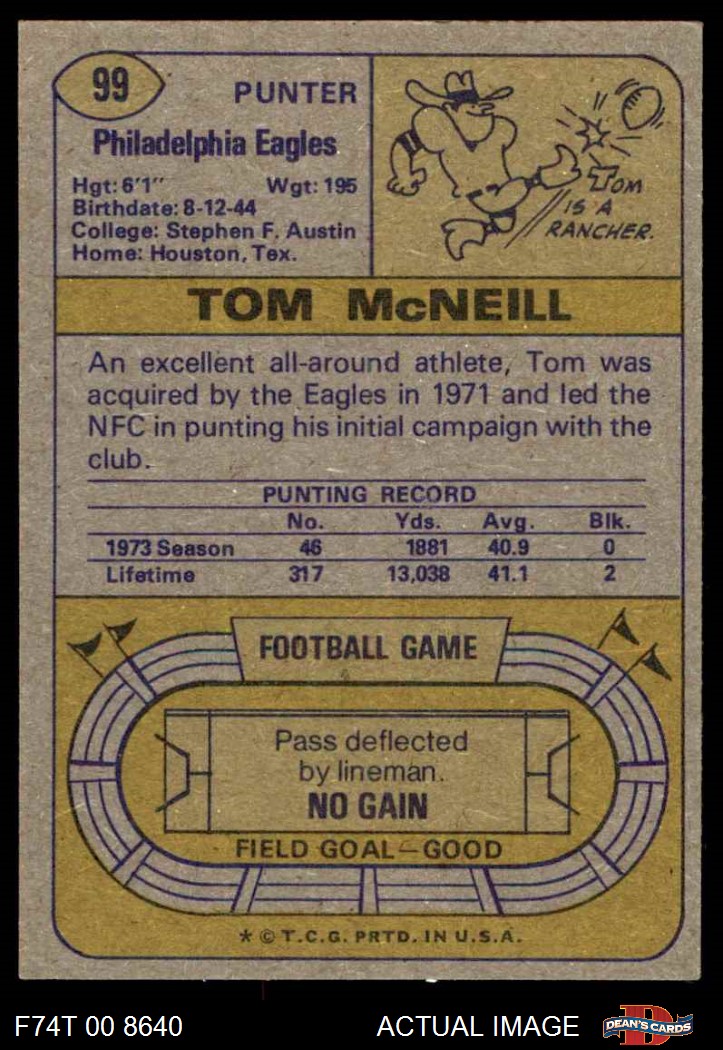 99
PUNTER
Philadelphia Eagles
Hgt: 6'1" Wgt: 195
Birthdate: 8-12-44
College: Stephen F. Austin
Home: Houston, Tex.
TOM
IS A
RANCHER.
TOM McNEILL
An excellent all-around athlete, Tom was
acquired by the Eagles in 1971 and led the
NFC in punting his initial campaign with the
club.
PUNTING RECORD
No. Yds. Avg. Blk.
1973 Season 46 1881 40.9 0
Lifetime 317 13,038 41.1 2
FOOTBALL GAME
Pass deflected
by lineman.
NO GAIN
FIELD GOAL—GOOD
* © T.C.G. PRTD. IN U.S.A.
F74T 00 8640 ACTUAL IMAGE DEAN'S CARDS